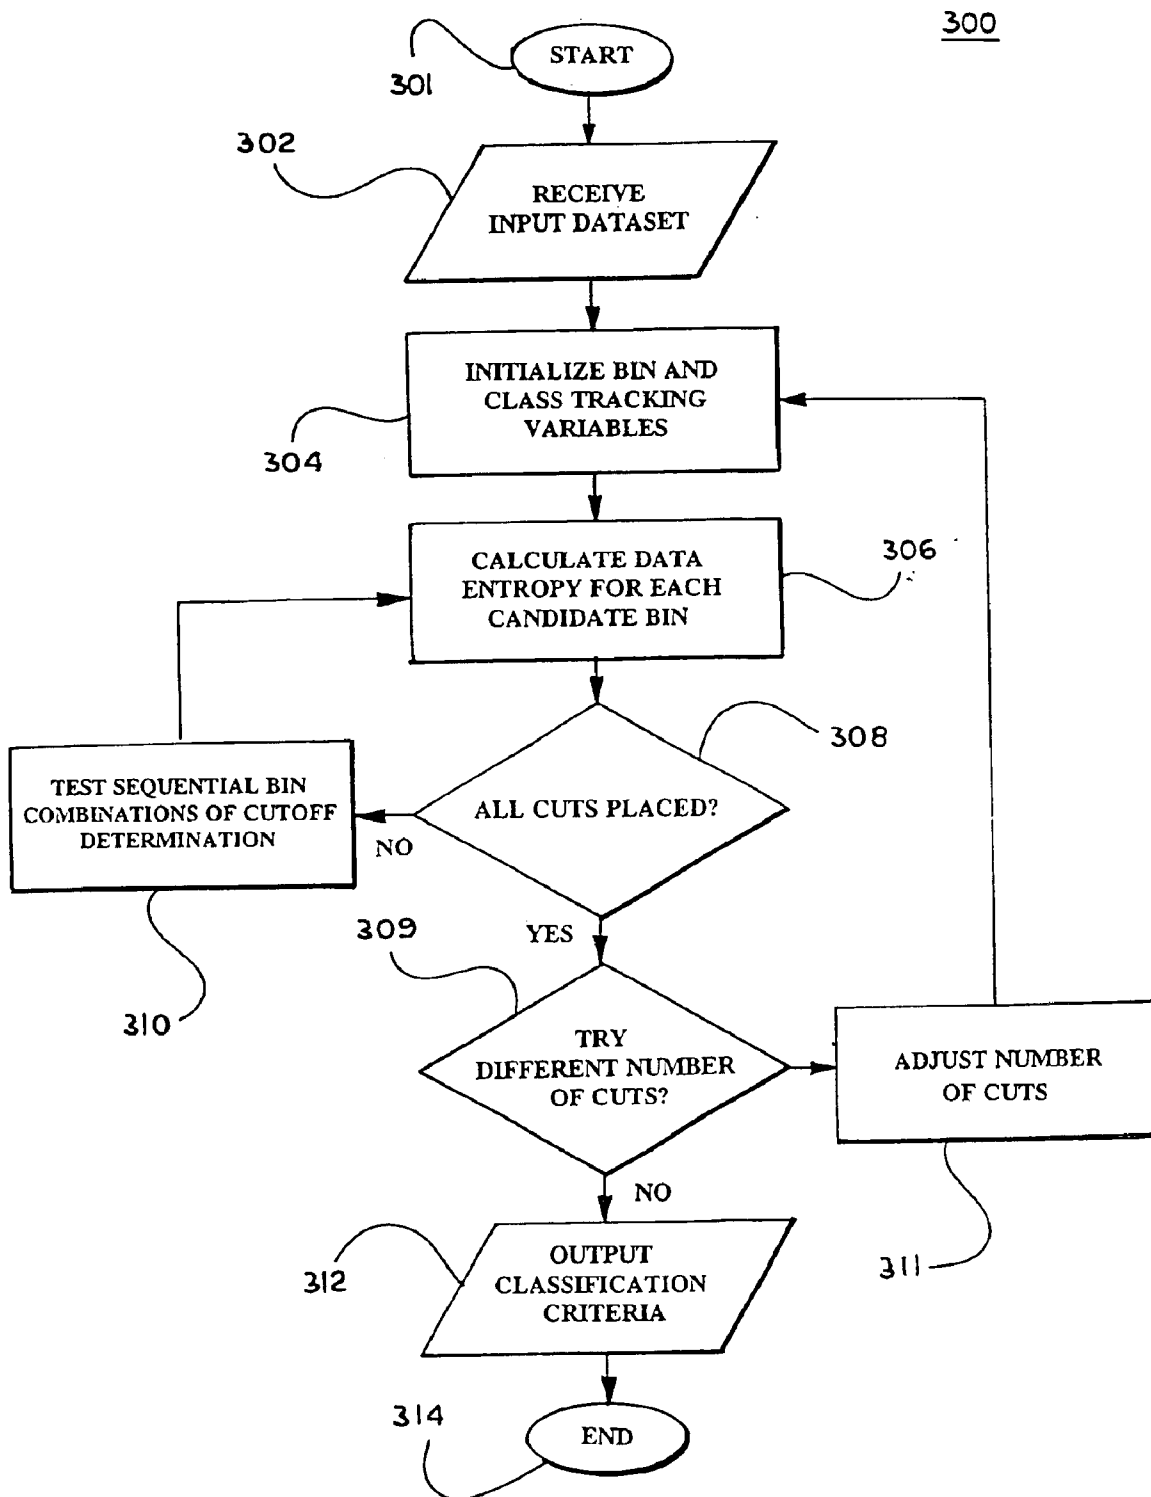 300
START
301
302
RECEIVE
INPUT DATASET
INITIALIZE BIN AND
CLASS TRACKING
VARIABLES
304
CALCULATE DATA
ENTROPY FOR EACH
CANDIDATE BIN
306
308
ALL CUTS PLACED?
TEST SEQUENTIAL BIN
COMBINATIONS OF CUTOFF
DETERMINATION
NO
310
YES
309
TRY
DIFFERENT NUMBER
OF CUTS?
ADJUST NUMBER
OF CUTS
311
NO
312
OUTPUT
CLASSIFICATION
CRITERIA
314
END